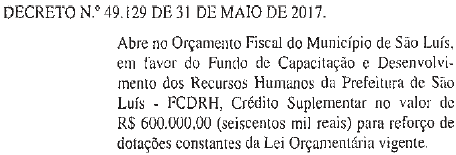 DECRETO N.º 49.129 DE 31 DE MAIO DE 2017.
Abre no Orçamento Fiscal do Município de São Luís,
em favor do Fundo de Capacitação e Desenvolvi-
mento dos Recursos Humanos da Prefeitura de São
Luís - FCDRH, Crédito Suplementar no valor de
R$ 600.000,00 (seiscentos mil reais) para reforço de
dotações constantes da Lei Orçamentária vigente.